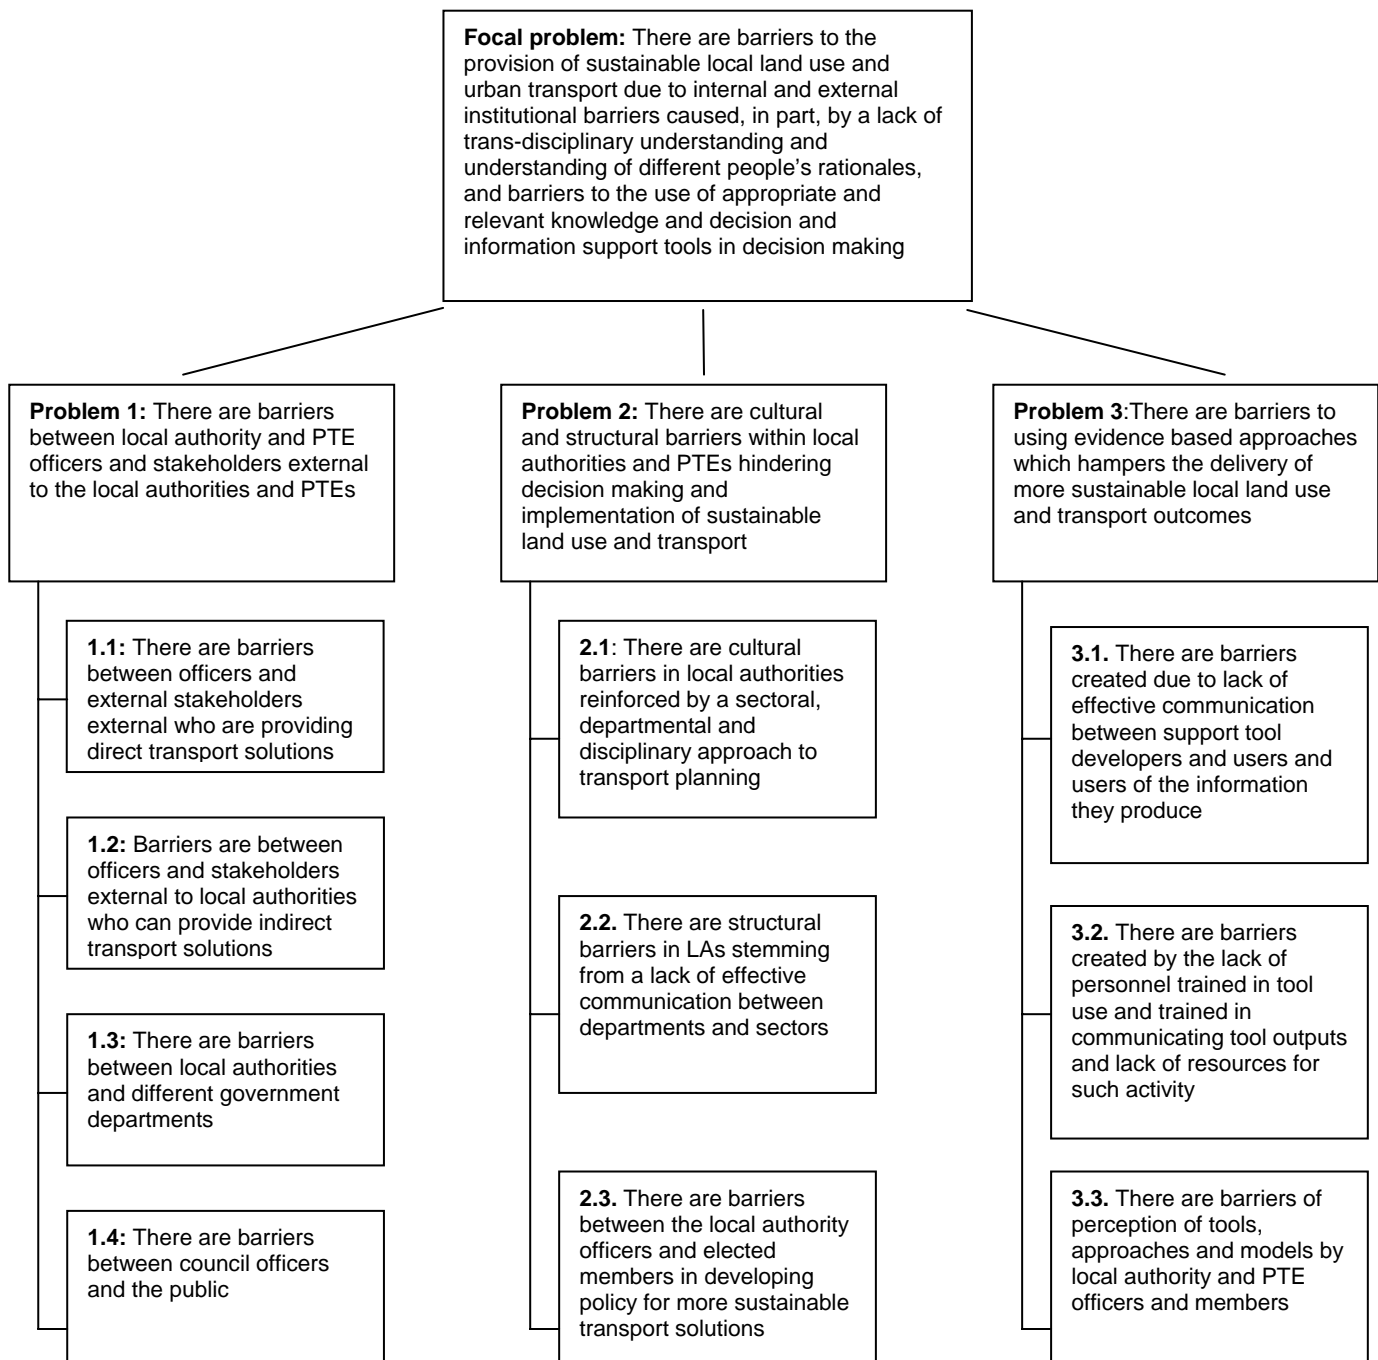 Focal problem: There are barriers to the
provision of sustainable local land use and
urban transport due to internal and external
institutional barriers caused, in part, by a lack of
trans-disciplinary understanding and
understanding of different people's rationales,
and barriers to the use of appropriate and
relevant knowledge and decision and
information support tools in decision making
Problem 1: There are barriers
between local authority and PTE
officers and stakeholders external
to the local authorities and PTEs
1.1: There are barriers
between officers and
external stakeholders
external who are providing
direct transport solutions
1.2: Barriers are between
officers and stakeholders
external to local authorities
who can provide indirect
transport solutions
1.3: There are barriers
between local authorities
and different government
departments
1.4: There are barriers
between council officers
and the public
Problem 2: There are cultural
and structural barriers within local
authorities and PTEs hindering
decision making and
implementation of sustainable
land use and transport
2.1: There are cultural
barriers in local authorities
reinforced by a sectoral,
departmental and
disciplinary approach to
transport planning
2.2. There are structural
barriers in LAs stemming
from a lack of effective
communication between
departments and sectors
2.3. There are barriers
between the local authority
officers and elected
members in developing
policy for more sustainable
transport solutions
Problem 3:There are barriers to
using evidence based approaches
which hampers the delivery of
more sustainable local land use
and transport outcomes
3.1. There are barriers
created due to lack of
effective communication
between support tool
developers and users and
users of the information
they produce
3.2. There are barriers
created by the lack of
personnel trained in tool
use and trained in
communicating tool outputs
and lack of resources for
such activity
3.3. There are barriers of
perception of tools,
approaches and models by
local authority and PTE
officers and members